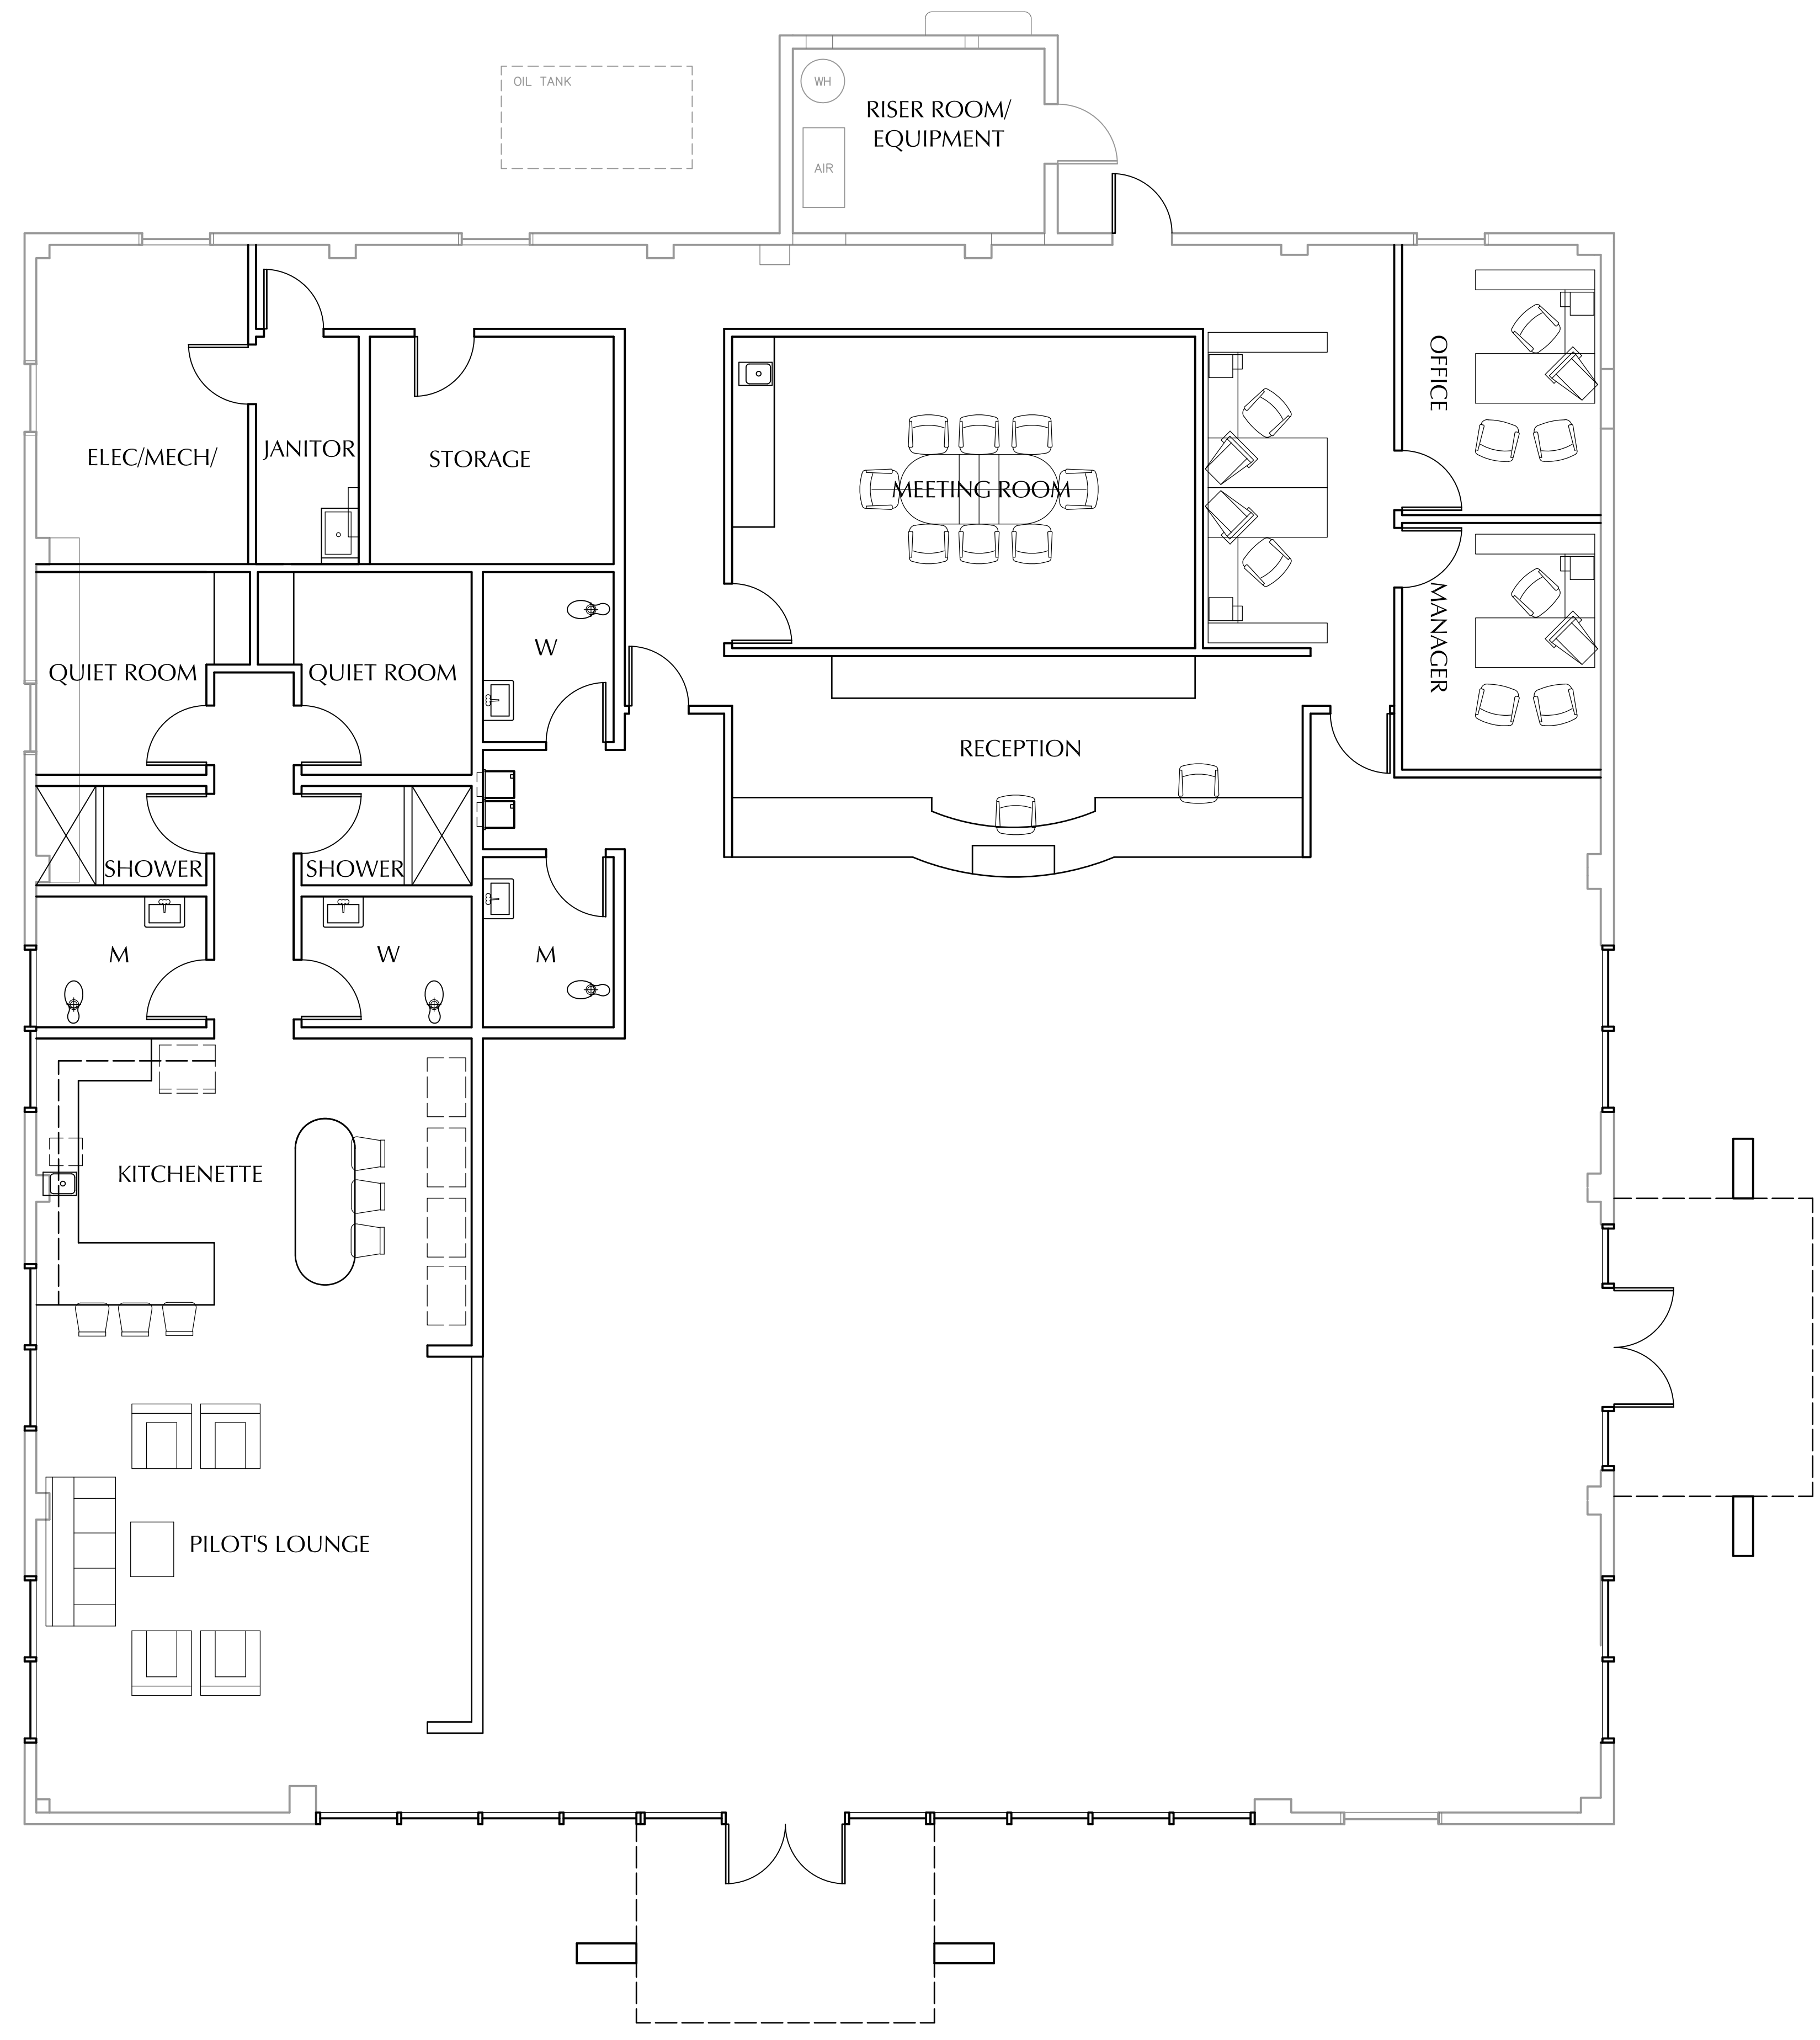 OIL TANK
WH
RISER ROOM/
EQUIPMENT
AIR
OFFICE
ELEC/MECH/
JANITOR
STORAGE
MEETING ROOM
MANAGER
QUIET ROOM
QUIET ROOM
W
RECEPTION
SHOWER
SHOWER
M
W
M
KITCHENETTE
PILOT'S LOUNGE